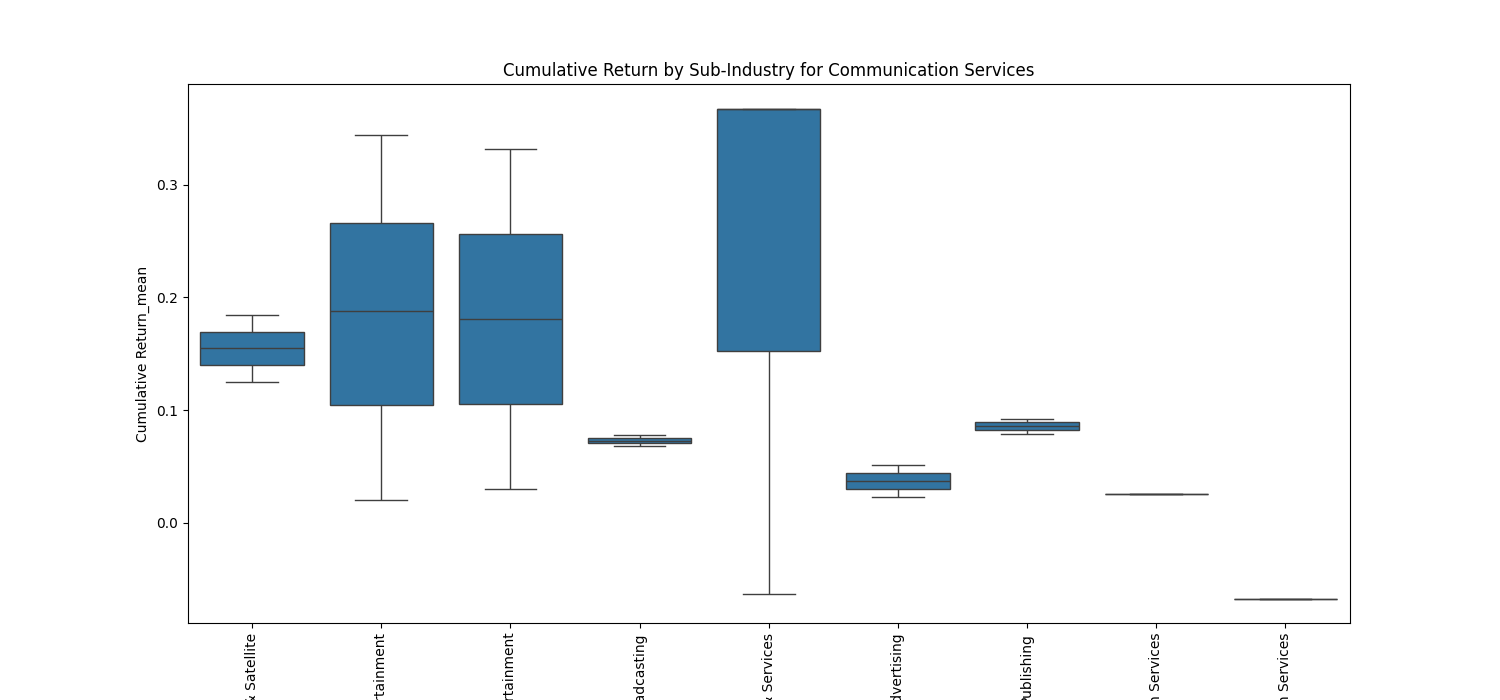 Cumulative Return by Sub-Industry for Communication Services
Cumulative Return_mean
0.3
0.2
0.1
0.0
& Satellite
rtainment
rtainment
adcasting
& Services
dvertising
Publishing
n Services
n Services